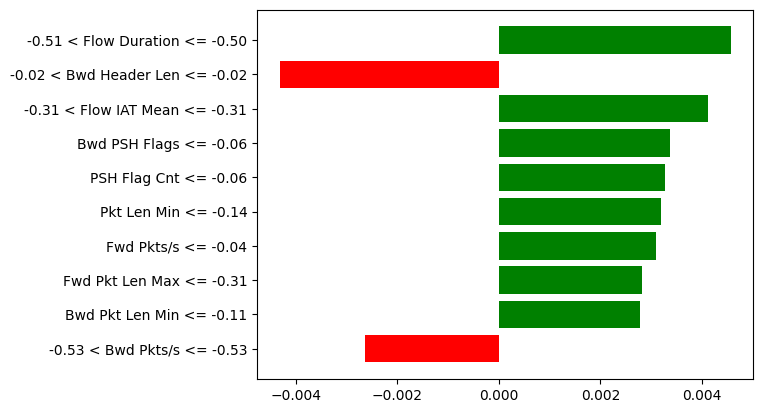 -0.51 < Flow Duration <= -0.50
-0.02 < Bwd Header Len <= -0.02
-0.31 < Flow IAT Mean <= -0.31
Bwd PSH Flags <= -0.06
PSH Flag Cnt <= -0.06
Pkt Len Min <= -0.14
Fwd Pkts/s <= -0.04
Fwd Pkt Len Max <= -0.31
Bwd Pkt Len Min <= -0.11
-0.53 < Bwd Pkts/s <= -0.53
−0.004 −0.002 0.000 0.002 0.004